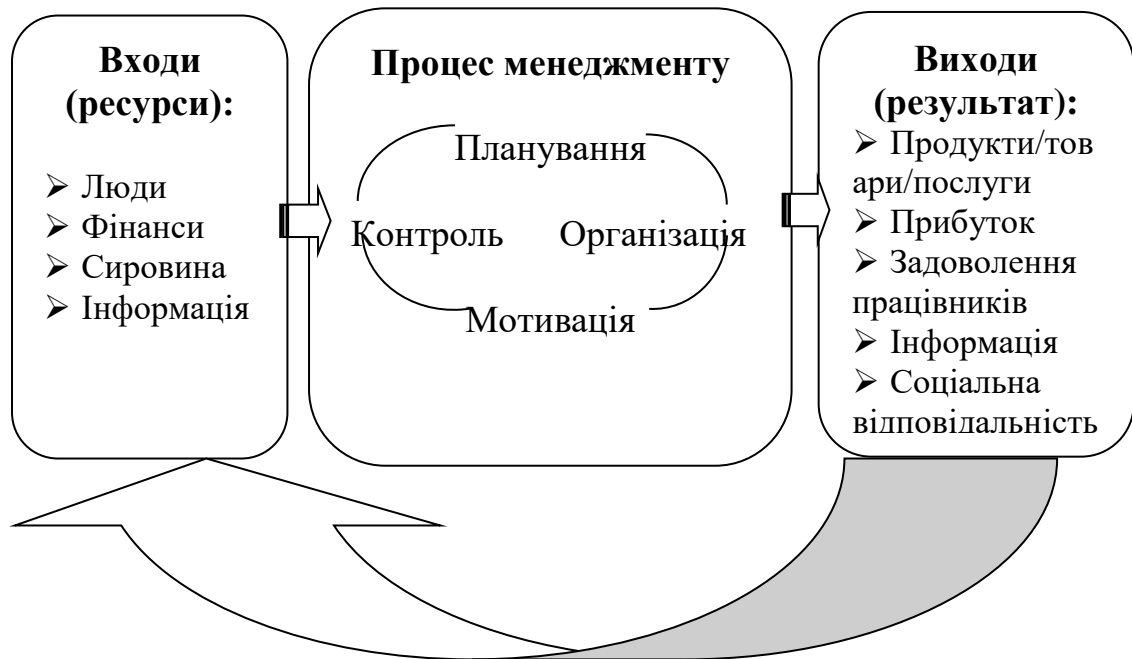 Входи
(ресурси):
➢ Люди
➢ Фінанси
➢ Сировина
➢ Інформація
Процес менеджменту
Планування
Контроль Організація
Мотивація
Виходи
(результат):
➢ Продукти/тов
ари/послуги
➢ Прибуток
➢ Задоволення
працівників
➢ Інформація
➢ Соціальна
відповідальність